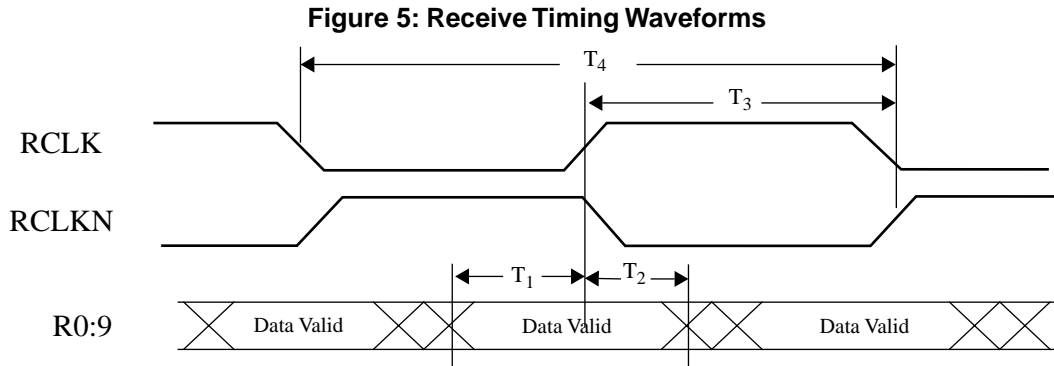 Figure 5: Receive Timing Waveforms
T4
T3
RCLK
RCLKN
T1
T2
R0:9
Data Valid
Data Valid
Data Valid